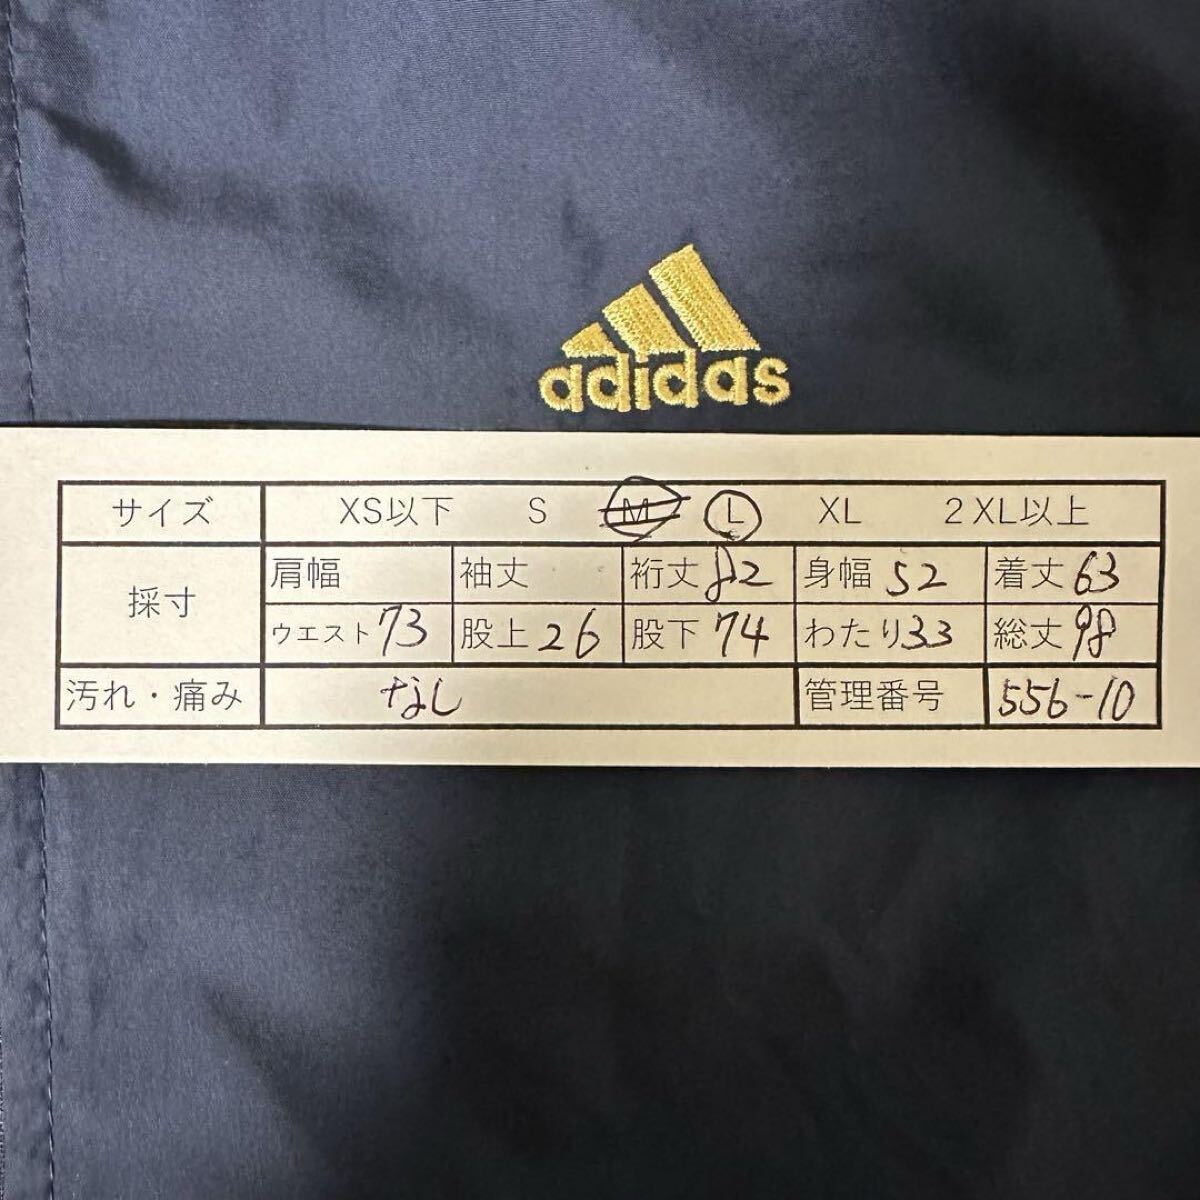 adidas
サイズ XS以下 S M L XL 2XL以上
採寸 肩幅 袖丈 裄丈 82 身幅 52 着丈 63
ウエスト 73 股上 26 股下 74 わたり 33 総丈 98
汚れ・痛み なし 管理番号 556-10